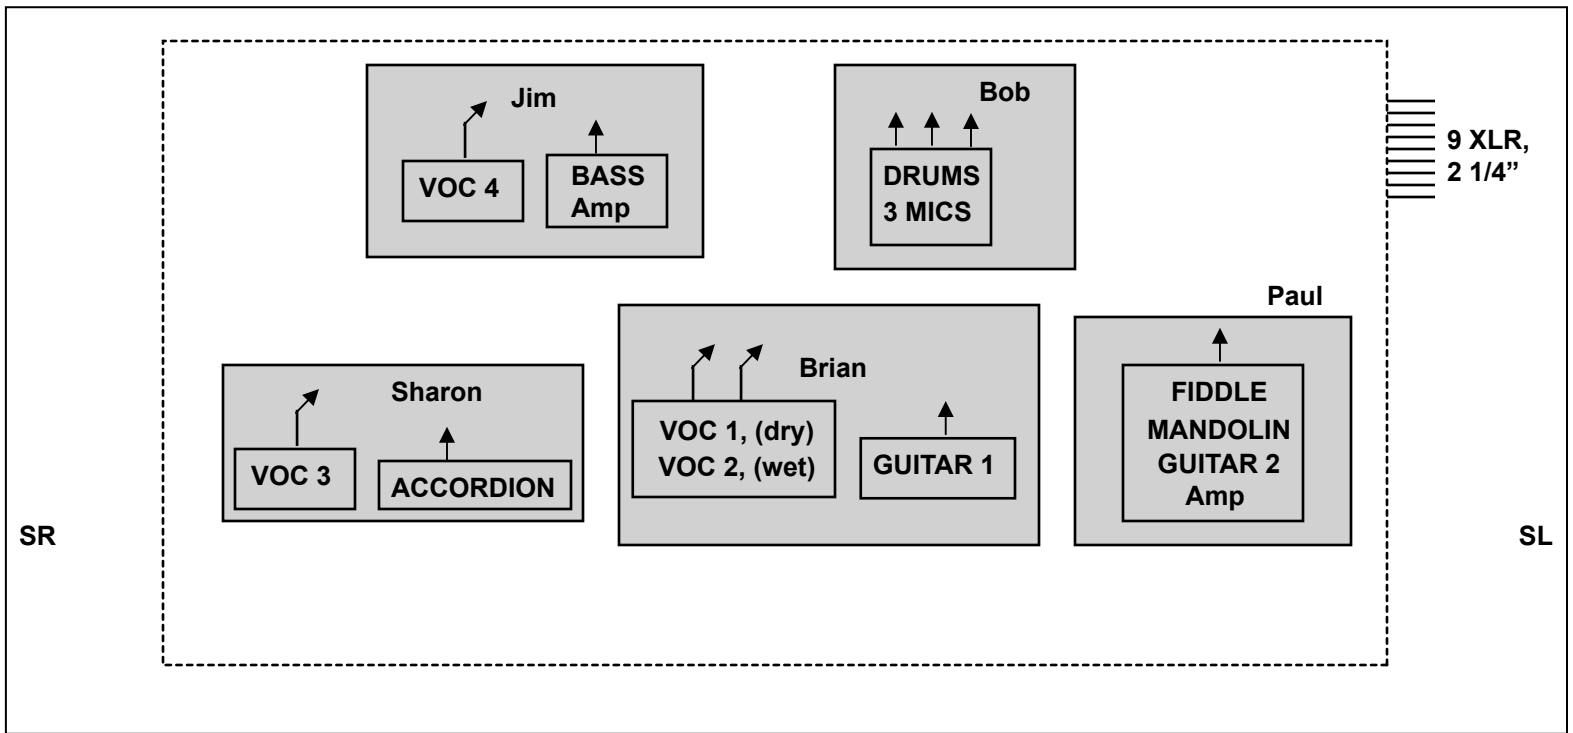 Jim
VOC 4
BASS
Amp
Bob
DRUMS
3 MICS
9 XLR,
2 1/4”
Sharon
VOC 3
ACCORDION
Brian
VOC 1, (dry)
VOC 2, (wet)
GUITAR 1
Paul
FIDDLE
MANDOLIN
GUITAR 2
Amp
SR
SL